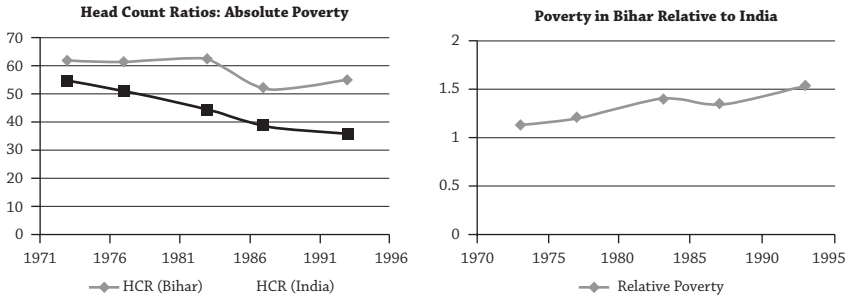 Head Count Ratios: Absolute Poverty
70
60
50
40
30
20
10
0
1971 1976 1981 1986 1991 1996
HCR (Bihar) HCR (India)
Poverty in Bihar Relative to India
2
1.5
1
0.5
0
1970 1975 1980 1985 1990 1995
Relative Poverty